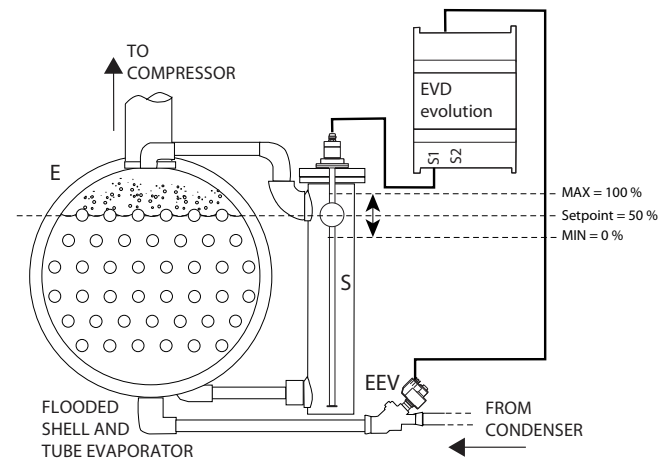 TO
COMPRESSOR
E
EVD
evolution
S1
S2
MAX = 100 %
Setpoint = 50 %
MIN = 0 %
S
EEV
FLOODED
SHELL AND
TUBE EVAPORATOR
FROM
CONDENSER